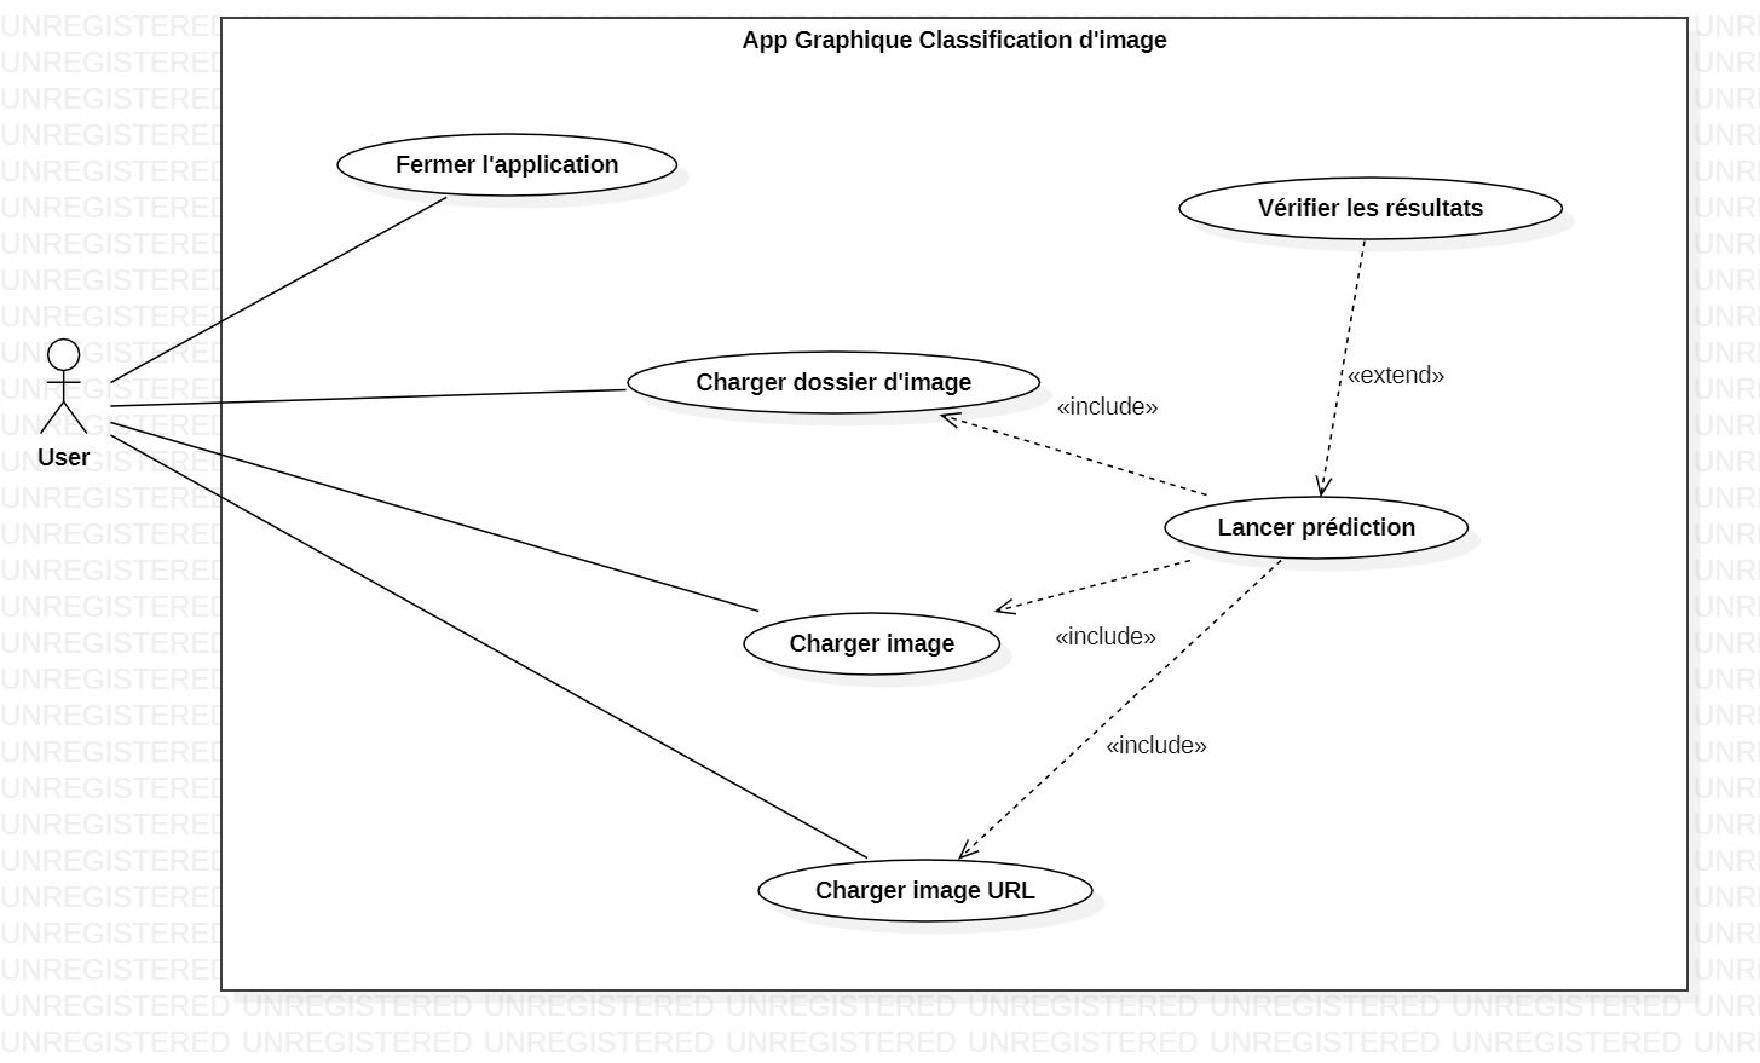 App Graphique Classification d'image
Fermer l'application
Vérifier les résultats
«extend»
Charger dossier d'image
«include»
User
Lancer prédiction
Charger image
«include»
«include»
Charger image URL
UNREGISTERED UNREGISTERED UNREGISTERED UNREGISTERED UNREGISTERED UNREGISTERED UNREGISTERED UNR
UNREGISTERED UNREGISTERED UNREGISTERED UNREGISTERED UNREGISTERED UNREGISTERED UNREGISTERED UNR